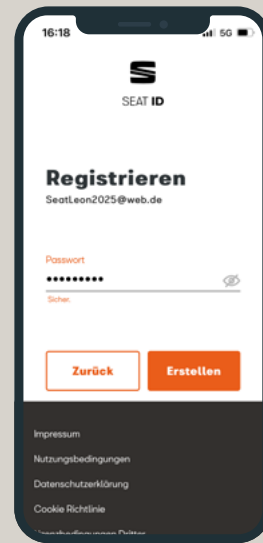 16:18
5G
SEAT ID
Registrieren
SeatLeon2025@web.de
Passwort
•••••••••
Sicher.
Zurück
Erstellen
Impressum
Nutzungsbedingungen
Datenschutzerklärung
Cookie Richtlinie